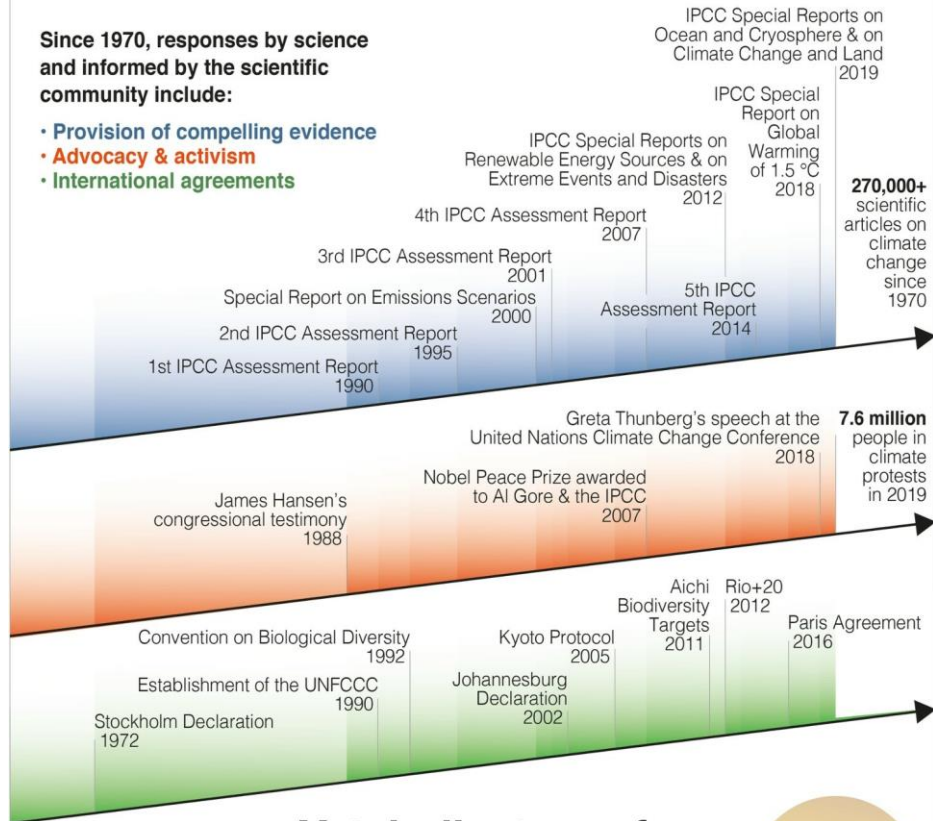 Since 1970, responses by science
and informed by the scientific
community include:
• Provision of compelling evidence
• Advocacy & activism
• International agreements
IPCC Special Reports on
Ocean and Cryosphere & on
Climate Change and Land
2019
IPCC Special
Report on
Global
Warming
of 1.5 °C
2018
IPCC Special Reports on
Renewable Energy Sources & on
Extreme Events and Disasters
2012
4th IPCC Assessment Report
2007
3rd IPCC Assessment Report
2001
Special Report on Emissions Scenarios
2000
2nd IPCC Assessment Report
1995
1st IPCC Assessment Report
1990
5th IPCC
Assessment Report
2014
270,000+
scientific
articles on
climate
change
since
1970
Greta Thunberg's speech at the
United Nations Climate Change Conference
2018
7.6 million
people in
climate
protests
in 2019
Nobel Peace Prize awarded
to Al Gore & the IPCC
2007
James Hansen's
congressional testimony
1988
Aichi
Biodiversity
Targets
2011
Rio+20
2012
Paris Agreement
2016
Convention on Biological Diversity
1992
Kyoto Protocol
2005
Establishment of the UNFCCC
1990
Johannesburg
Declaration
2002
Stockholm Declaration
1972